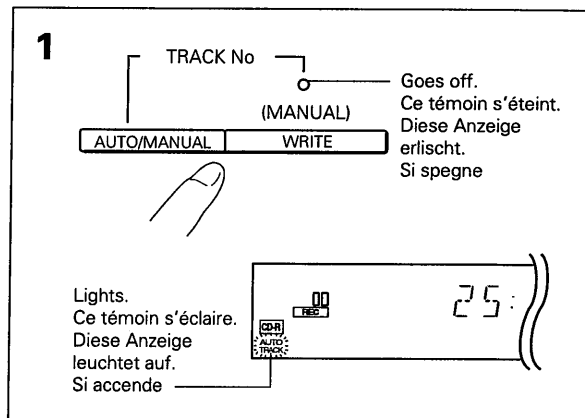 1
TRACK No
(MANUAL)
AUTO/MANUAL
WRITE
Goes off.
Ce témoin s'éteint.
Diese Anzeige
erlischt.
Si spegne
Lights.
Ce témoin s'éclaire.
Diese Anzeige
leuchtet auf.
Si accende
REC
CD-R
AUTO
TRACK
25: